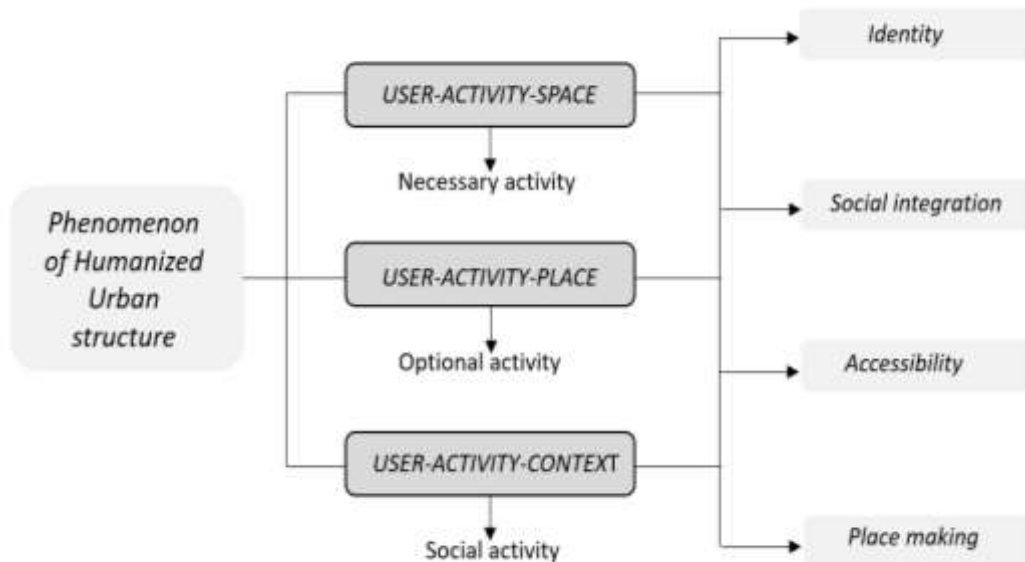 Phenomenon
of Humanized
Urban
structure
USER-ACTIVITY-SPACE
Necessary activity
USER-ACTIVITY-PLACE
Optional activity
USER-ACTIVITY-CONTEXT
Social activity
Identity
Social integration
Accessibility
Place making